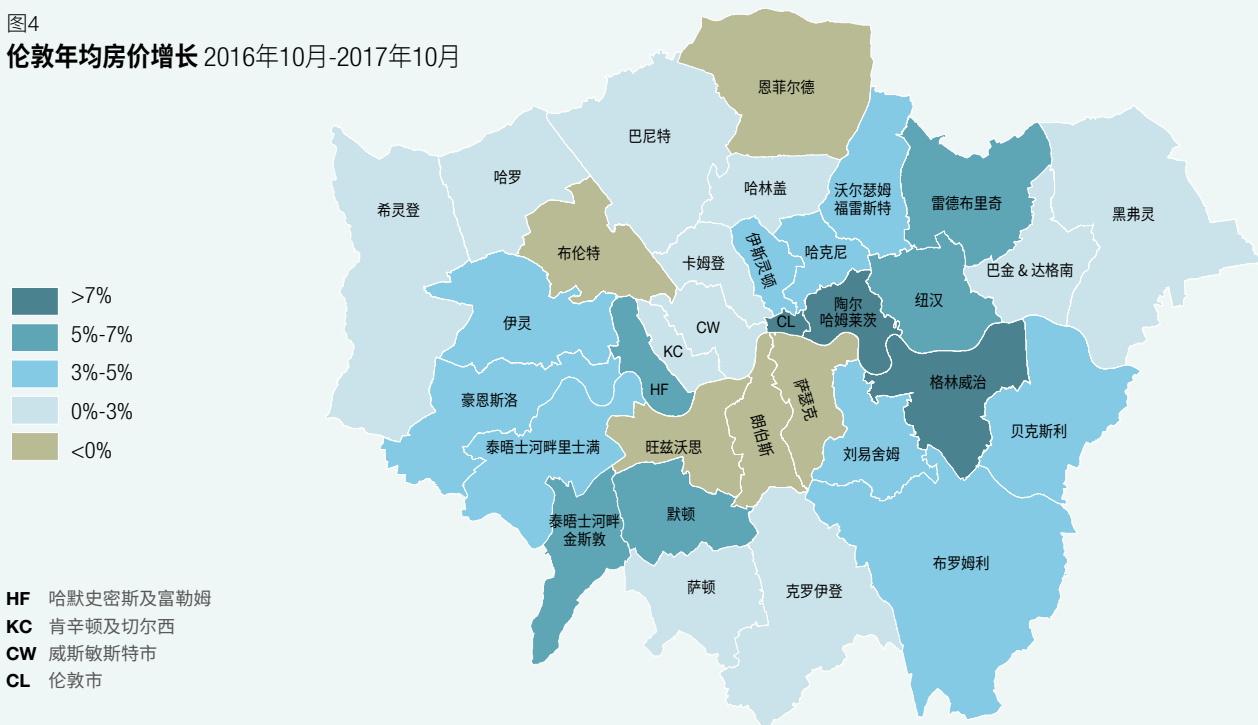 图4
伦敦年均房价增长 2016年10月-2017年10月
恩菲尔德
巴尼特
哈罗
哈林盖
沃尔瑟姆
福雷斯特
雷德布里奇
黑弗灵
希灵登
布伦特
卡姆登
伊斯灵顿
哈克尼
巴金 & 达格南
纽汉
陶尔
哈姆莱茨
CL
CW
KC
伊灵
HF
格林威治
豪恩斯洛
萨瑟克
朗伯斯
贝克斯利
泰晤士河畔里士满
旺兹沃思
刘易舍姆
泰晤士河畔
金斯敦
默顿
布罗姆利
萨顿
克罗伊登
>7%
5%-7%
3%-5%
0%-3%
<0%
HF 哈默史密斯及富勒姆
KC 肯辛顿及切尔西
CW 威斯敏斯特市
CL 伦敦市